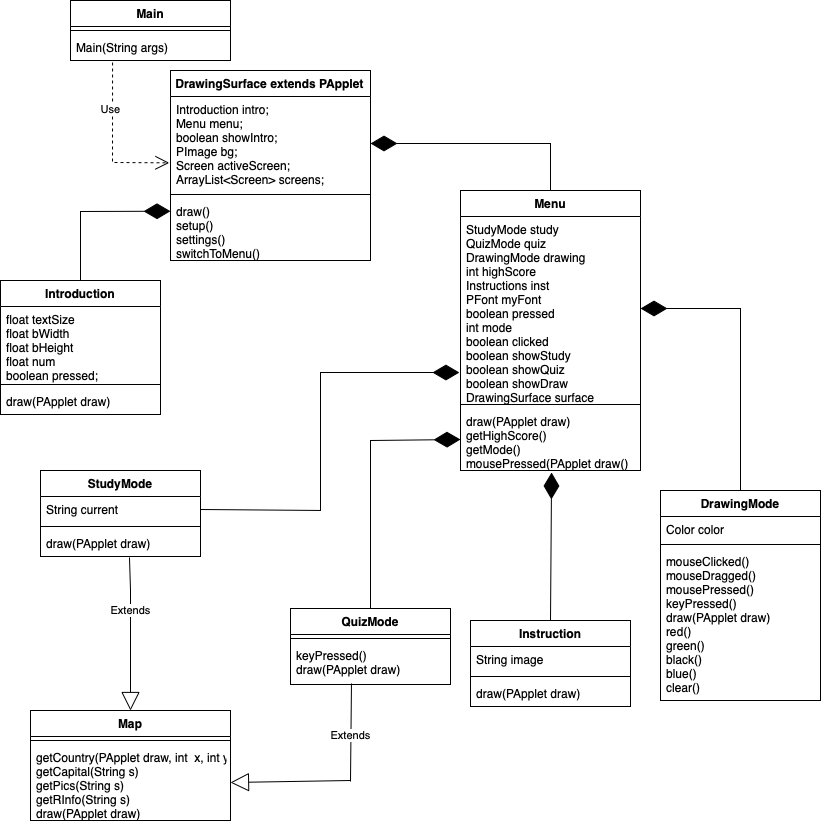 Main
Main(String args)
Use
DrawingSurface extends PApplet
Introduction intro;
Menu menu;
boolean showIntro;
PImage bg;
Screen activeScreen;
ArrayList<Screen> screens;
draw()
setup()
settings()
switchToMenu()
Menu
StudyMode study
QuizMode quiz
DrawingMode drawing
int highScore
Instructions inst
PFont myFont
boolean pressed
int mode
boolean clicked
boolean showStudy
boolean showQuiz
boolean showDraw
DrawingSurface surface
draw(PApplet draw)
getHighScore()
getMode()
mousePressed(PApplet draw()
Introduction
float textSize
float bWidth
float bHeight
float num
boolean pressed;
draw(PApplet draw)
StudyMode
String current
draw(PApplet draw)
Extends
DrawingMode
Color color
mouseClicked()
mouseDragged()
mousePressed()
keyPressed()
draw(PApplet draw)
red()
green()
black()
blue()
clear()
QuizMode
keyPressed()
draw(PApplet draw)
Extends
Instruction
String image
draw(PApplet draw)
Map
getCountry(PApplet draw, int x, int y
getCapital(String s)
getPics(String s)
getRInfo(String s)
draw(PApplet draw)